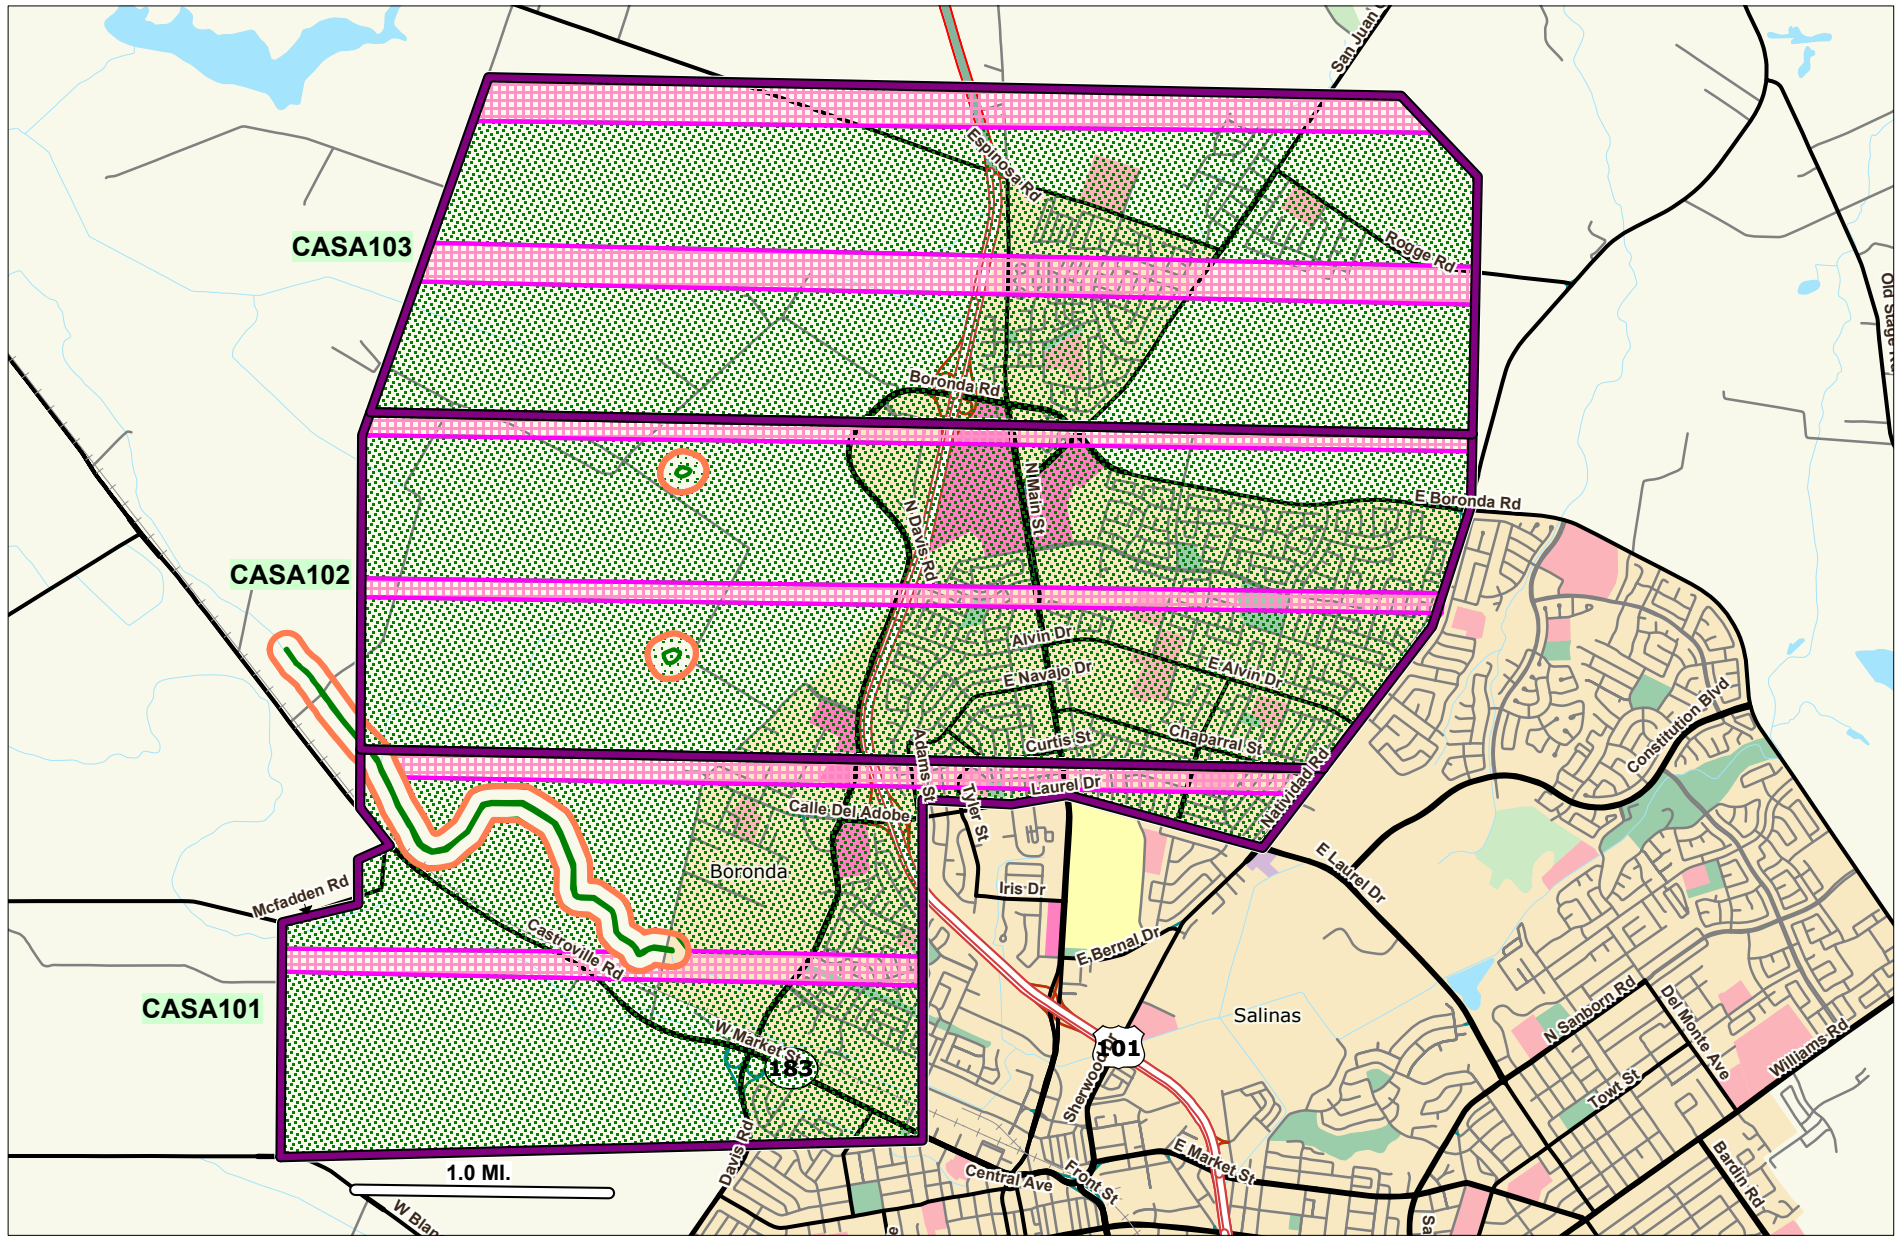 San Juan
Espinosa Rd
CASA103
Rogge Rd
Old Stage Rd
Boronda Rd
N Main St
E Boronda Rd
N Davis Rd
CASA102
Alvin Dr
E Navajo Dr
E Alvin Dr
Constitution Blvd
Curtis St
Chaparral St
Adams St
Natividad Rd
Laurel Dr
Tyler St
Calle Del Adobe
E Laurel Dr
Boronda
Iris Dr
Mcfadden Rd
Castroville Rd
E Bernal Dr
CASA101
Salinas
N Sanborn Rd
Del Monte Ave
W Market St
101
183
Sherwood
Williams Rd
Towt St
Davis Rd
1.0 MI.
Central Ave
Front St
E Market St
Bardin Rd
W Blan
e
Sa